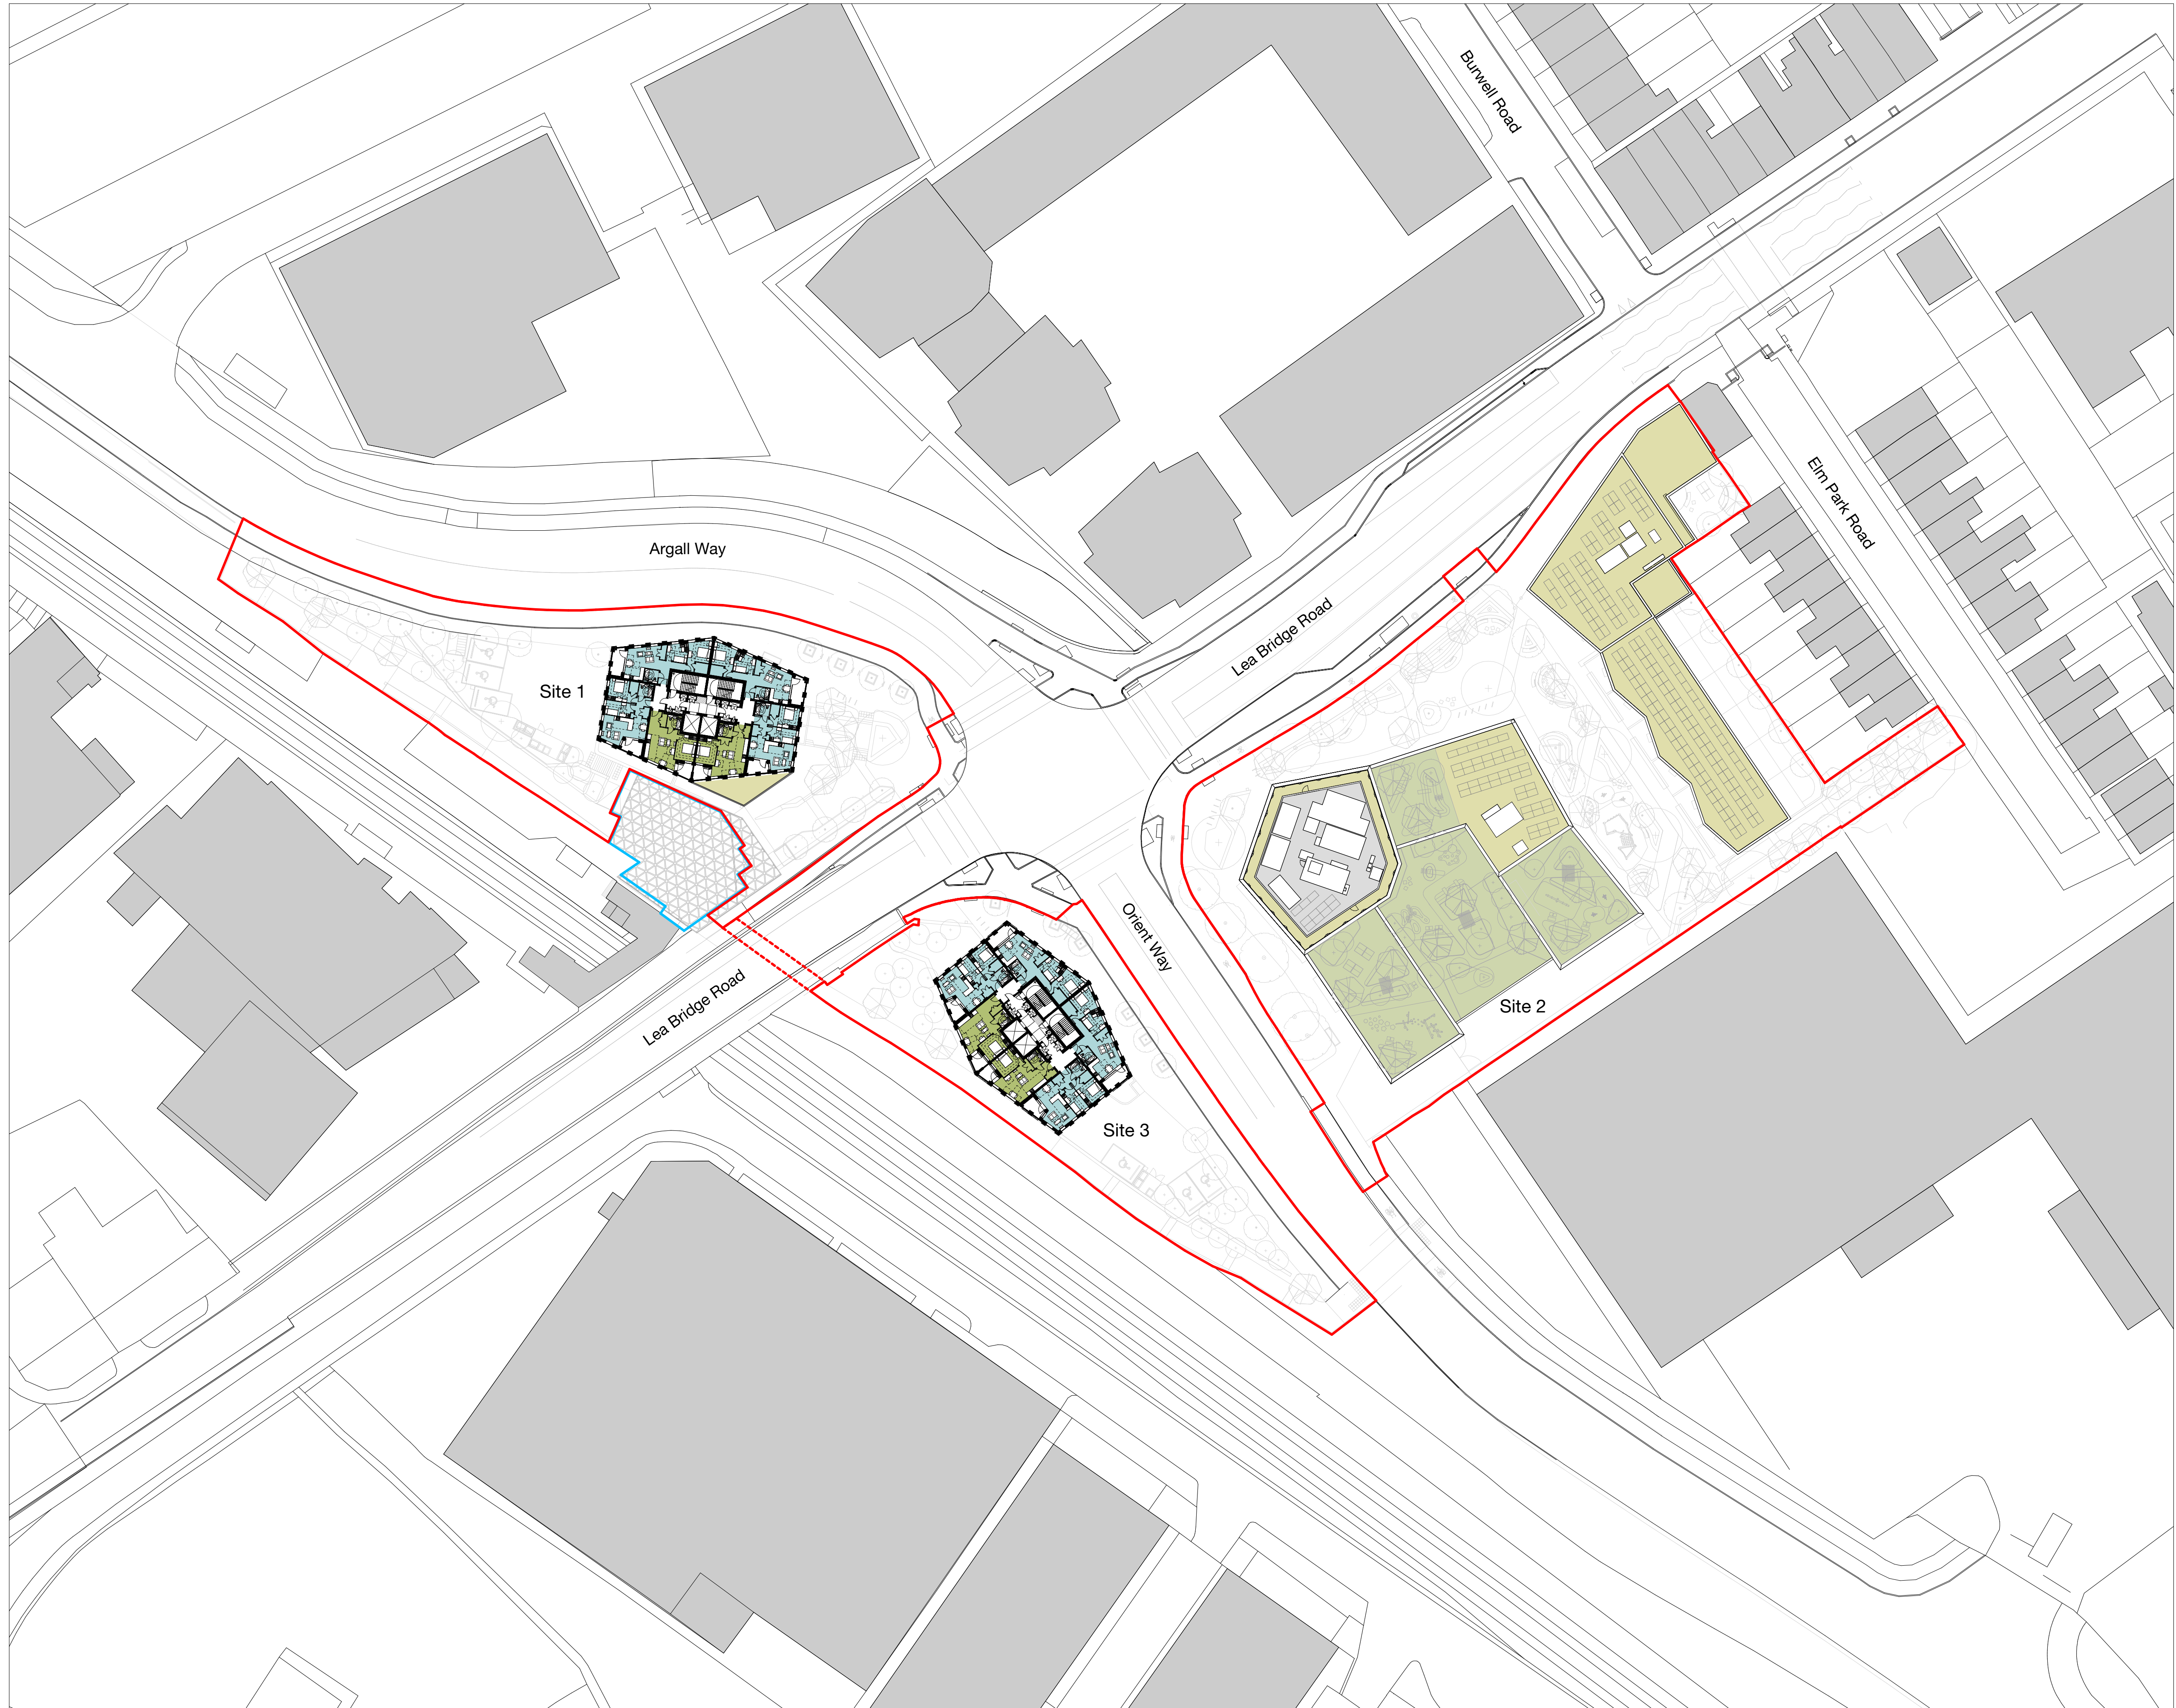 Burwell Road
Elm Park Road
Argall Way
Lea Bridge Road
Site 1
Orient Way
Lea Bridge Road
Site 2
Site 3